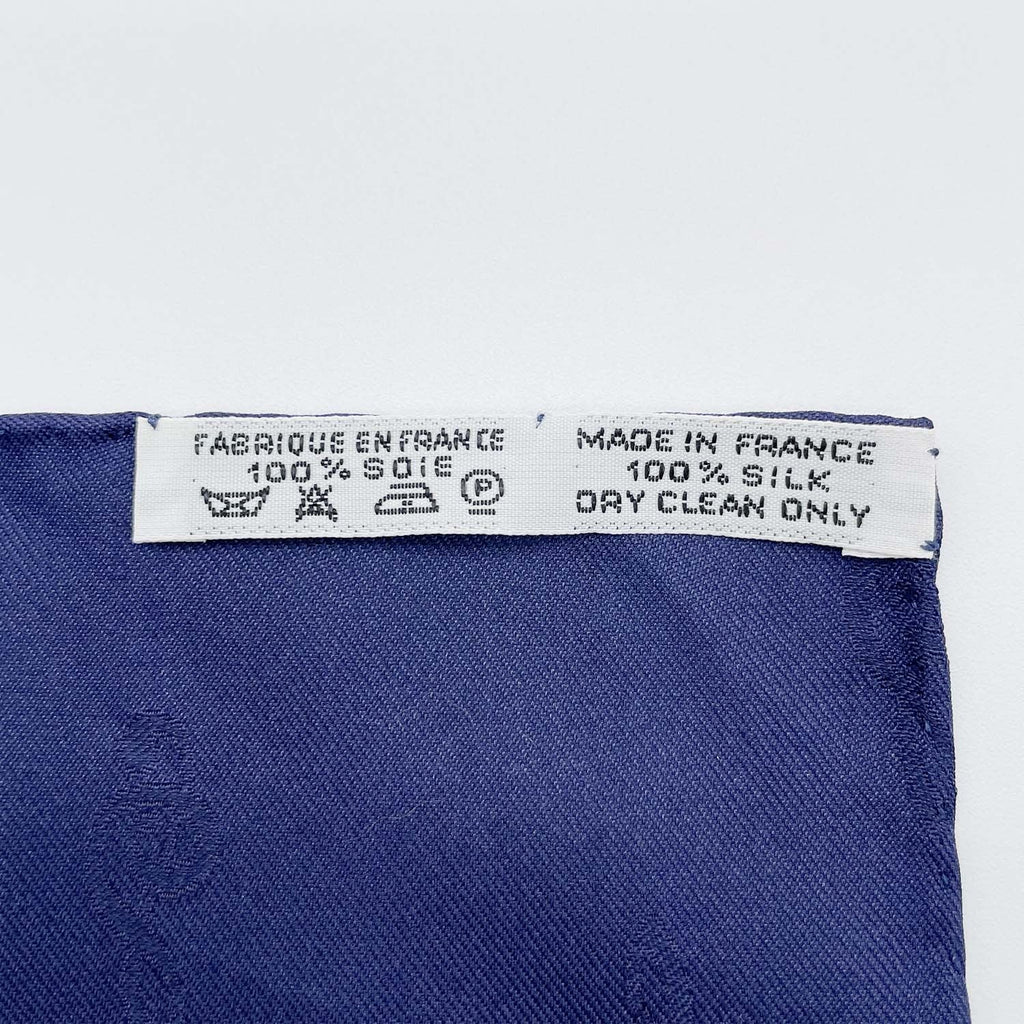 FABRIQUE EN FRANCE
100% SOIE
P
MADE IN FRANCE
100% SILK
DRY CLEAN ONLY